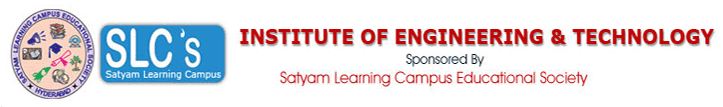 SATYAM LEARNING CAMPUS EDUCATIONAL SOCIETY
HYDERABAD
SLC's
Satyam Learning Campus
INSTITUTE OF ENGINEERING & TECHNOLOGY
Sponsored By
Satyam Learning Campus Educational Society